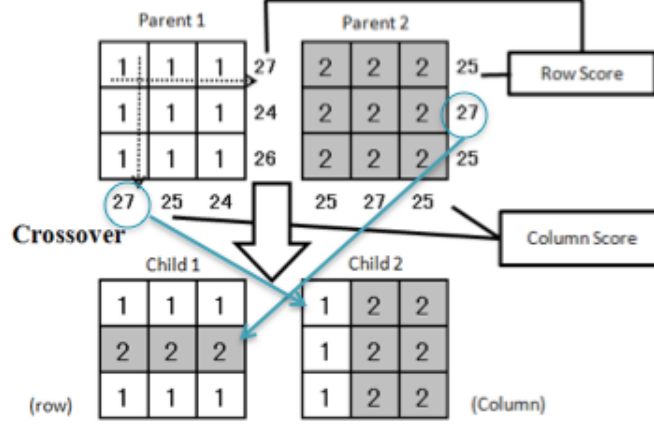 Parent 1 Parent 2
1 1 1 27 2 2 2 25 Row Score
1 1 1 24 2 2 2 27
1 1 1 26 2 2 2 25
27 25 24 25 27 25
Crossover Column Score
Child 1 Child 2
1 1 1 1 2 2
2 2 2 1 2 2
(row) 1 1 1 1 2 2 (Column)